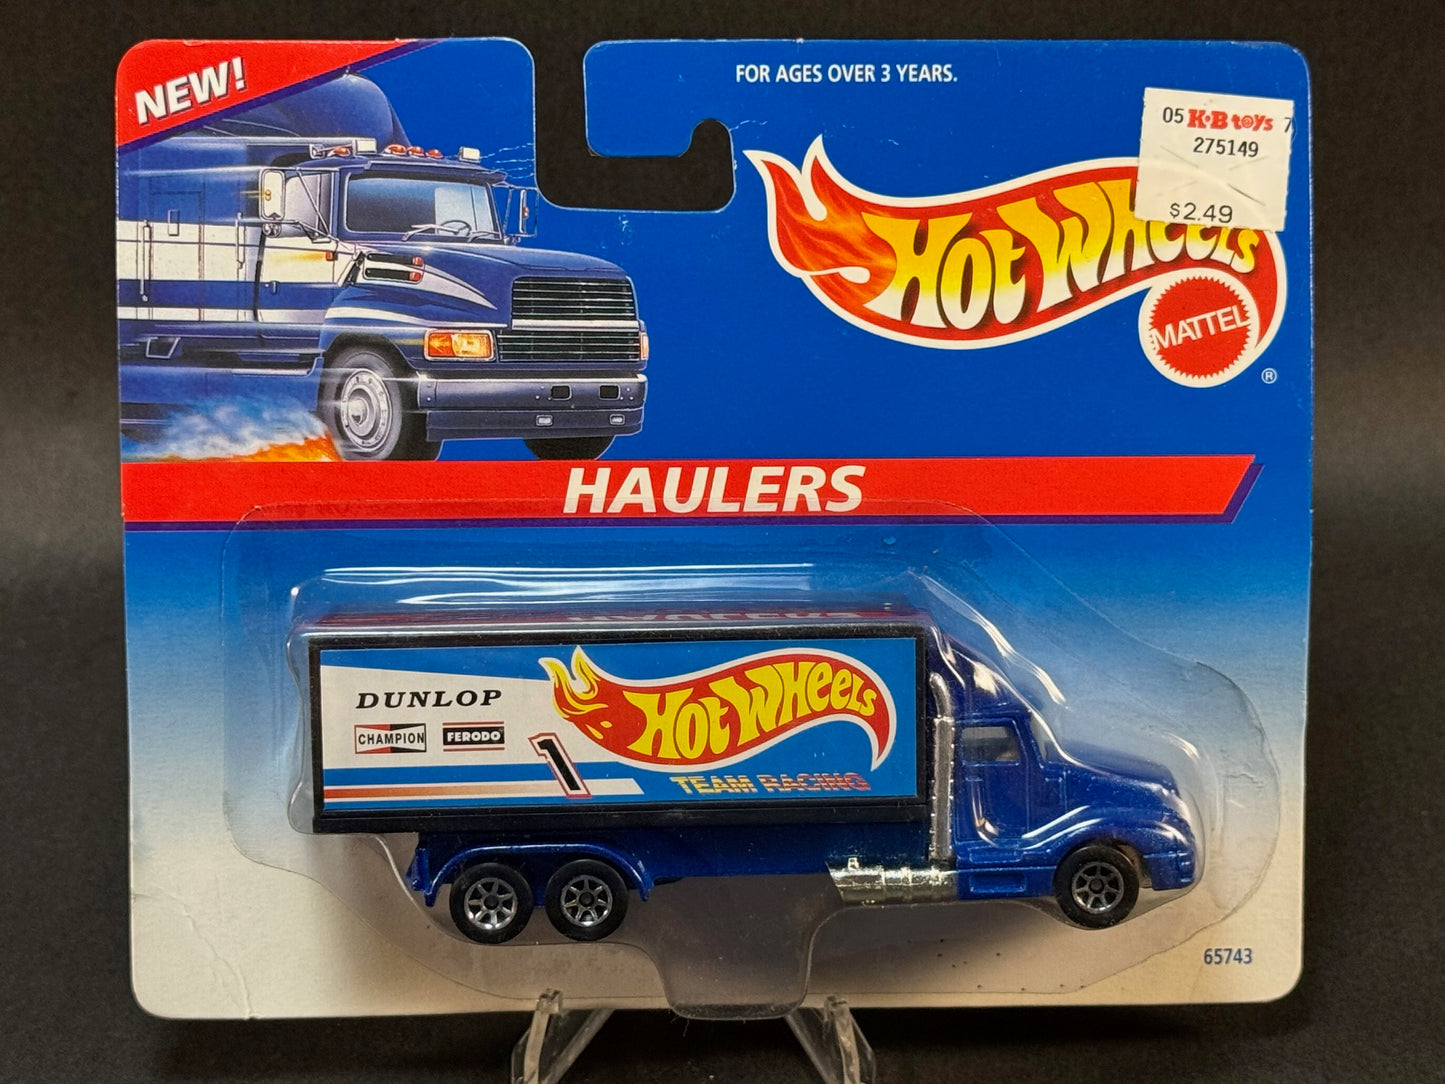 NEW!
FOR AGES OVER 3 YEARS.
05 K·B toys 7
275149
$2.49
HOT WHEELS
MATTEL
®
HAULERS
DUNLOP
CHAMPION
FERODO
1
HOT WHEELS
TEAM RACING
65743